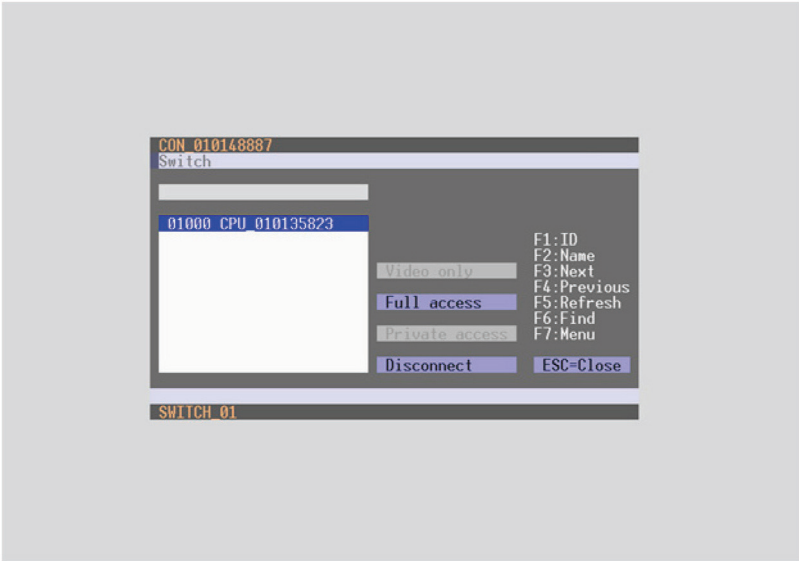 CON_010148887
Switch
01000 CPU_010135823
Video only
Full access
Private access
Disconnect
F1:ID
F2:Name
F3:Next
F4:Previous
F5:Refresh
F6:Find
F7:Menu
ESC=Close
SWITCH_01